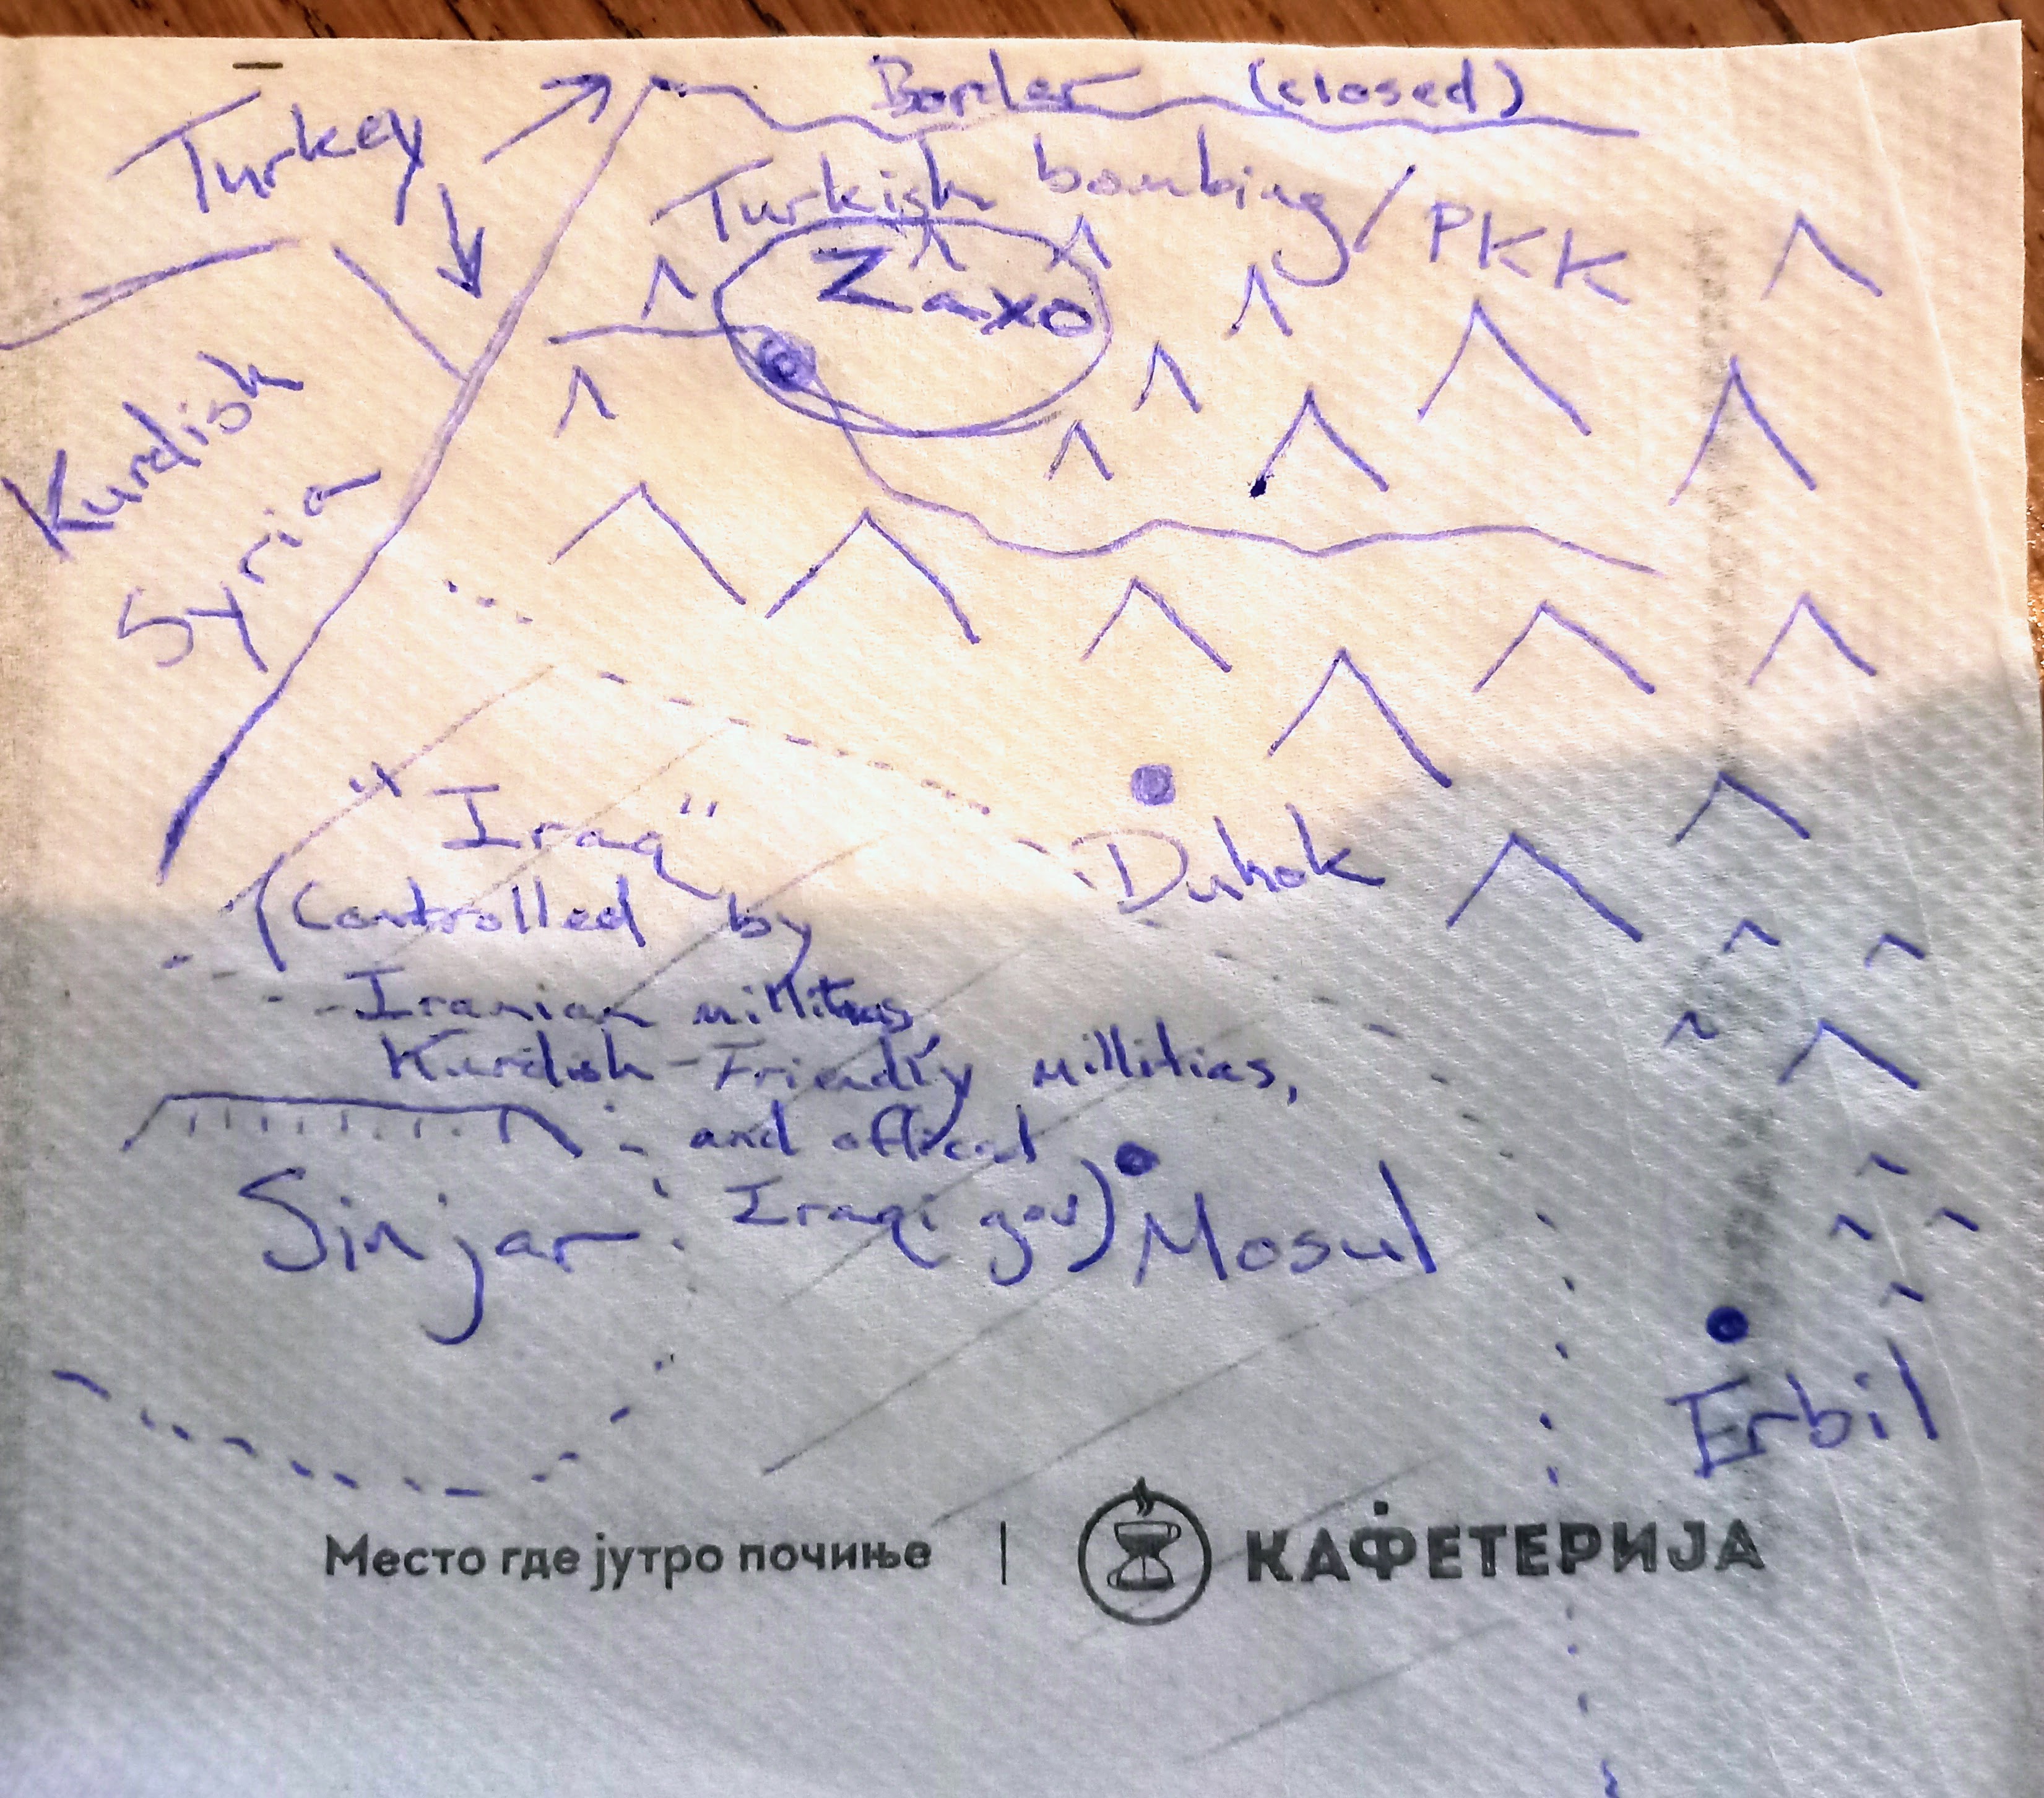 Border (closed)
Turkey
Turkish bombing/PKK
Zaxo
Kurdish
Syria
"Iraq"
(Controlled by
-Iranian millitias,
Kurdish-Friendly millitias,
and offical
Iraqi gov)
Duhok
Sinjar
Mosul
Erbil
Место где јутро почиње | КАФЕТЕРИЈА